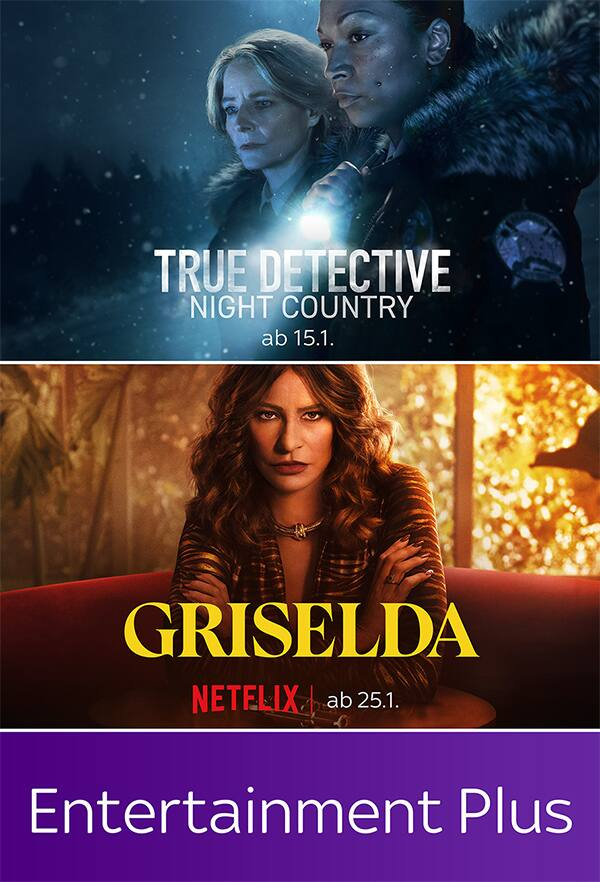 TRUE DETECTIVE
NIGHT COUNTRY
ab 15.1.
GRISELDA
NETFLIX | ab 25.1.
Entertainment Plus